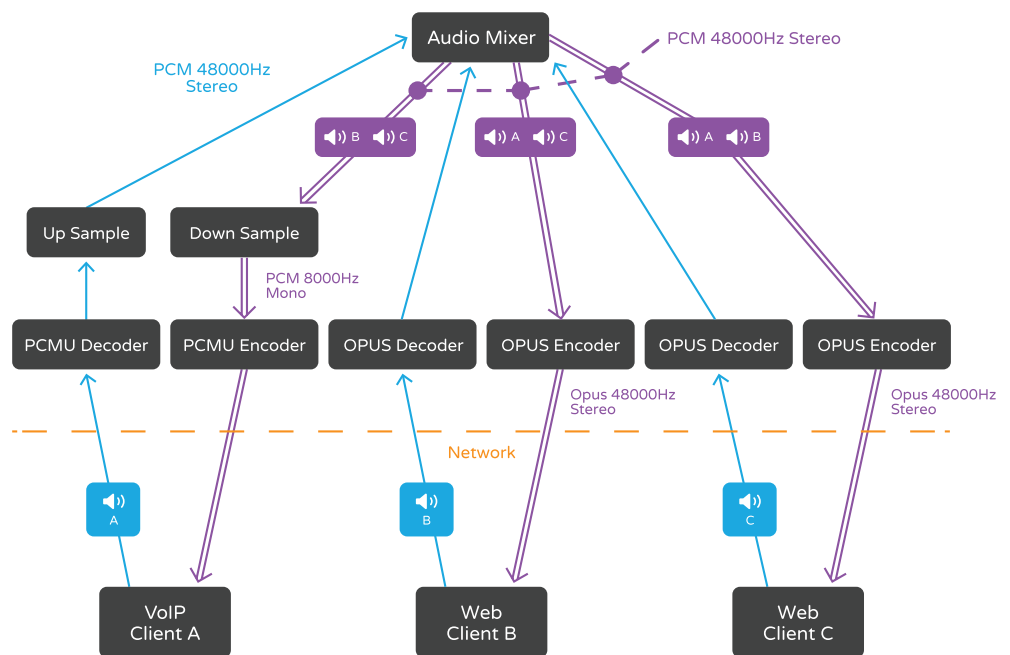 Audio Mixer
PCM 48000Hz Stereo
PCM 48000Hz
Stereo
B C
A C
A B
Up Sample
Down Sample
PCM 8000Hz
Mono
PCMU Decoder
PCMU Encoder
OPUS Decoder
OPUS Encoder
OPUS Decoder
OPUS Encoder
Opus 48000Hz
Stereo
Opus 48000Hz
Stereo
Network
A
B
C
VoIP
Client A
Web
Client B
Web
Client C